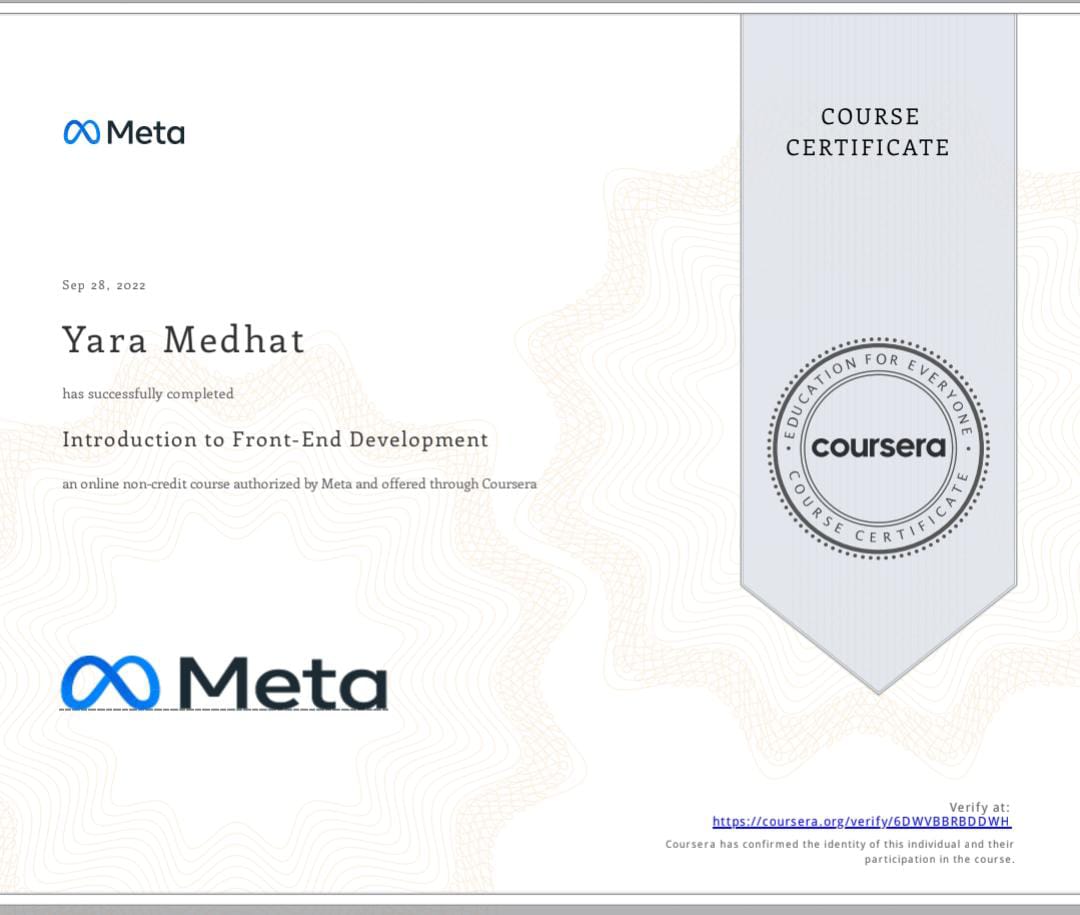 Meta
COURSE
CERTIFICATE
Sep 28, 2022
Yara Medhat
has successfully completed
Introduction to Front-End Development
an online non-credit course authorized by Meta and offered through Coursera
EDUCATION FOR EVERYONE
coursera
COURSE CERTIFICATE
Meta
Verify at:
https://coursera.org/verify/6DWVBBRBDDWH
Coursera has confirmed the identity of this individual and their
participation in the course.